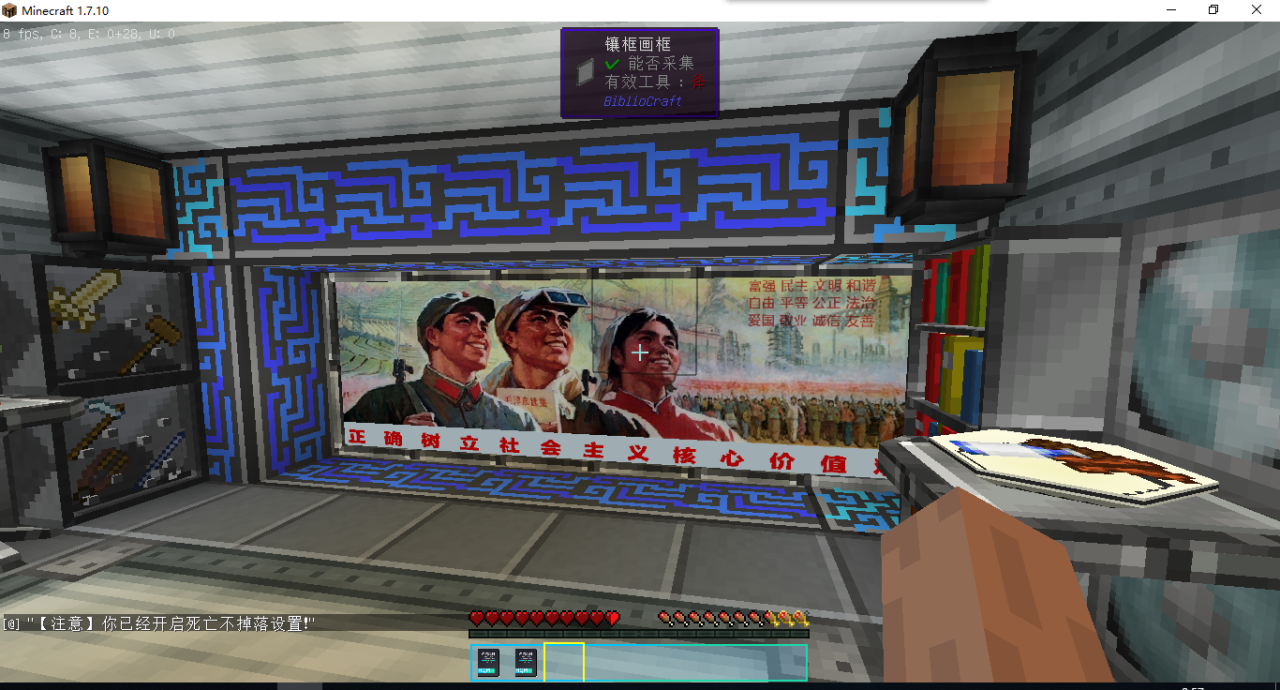 Minecraft 1.7.10
8 fps, C: 8, E: 0+28, U: 0
镶框画框
✔ 能否采集
有效工具 : 斧
BiblioCraft
富强 民主 文明 和谐
自由 平等 公正 法治
爱国 敬业 诚信 友善
正确树立社会主义核心价值
[@] "【注意】你已经开启死亡不掉落设置!"